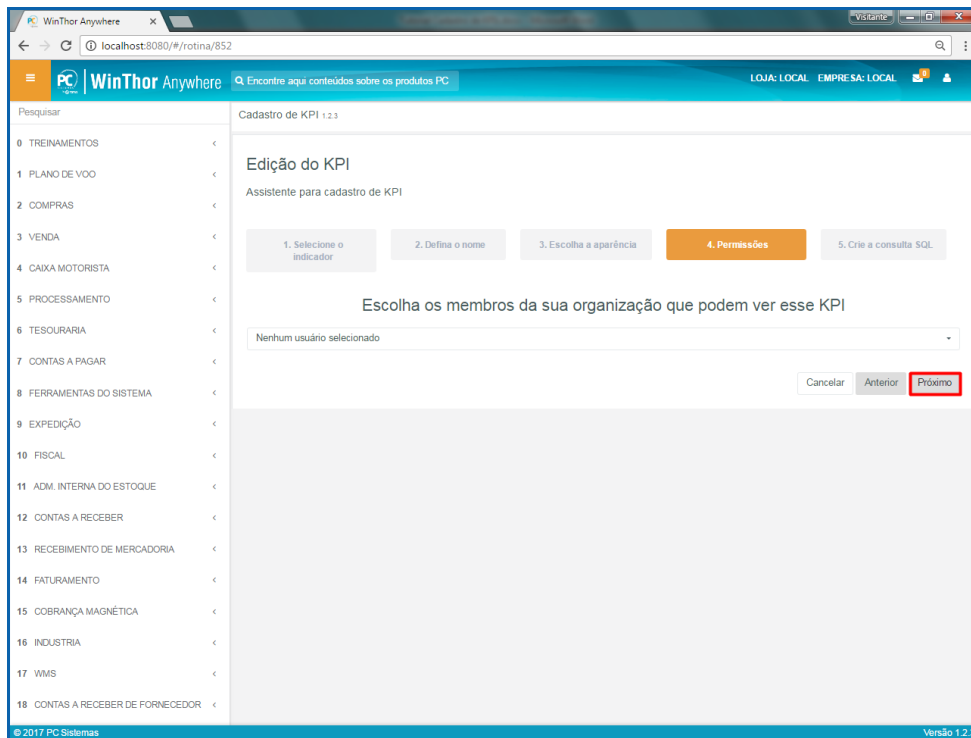 WinThor Anywhere
Visitante
localhost:8080/#/rotina/852
PC | WinThor Anywhere
Encontre aqui conteúdos sobre os produtos PC
LOJA: LOCAL EMPRESA: LOCAL
0
Pesquisar
Cadastro de KPI 1.2.3
0 TREINAMENTOS
1 PLANO DE VOO
2 COMPRAS
3 VENDA
4 CAIXA MOTORISTA
5 PROCESSAMENTO
6 TESOURARIA
7 CONTAS A PAGAR
8 FERRAMENTAS DO SISTEMA
9 EXPEDIÇÃO
10 FISCAL
11 ADM. INTERNA DO ESTOQUE
12 CONTAS A RECEBER
13 RECEBIMENTO DE MERCADORIA
14 FATURAMENTO
15 COBRANÇA MAGNÉTICA
16 INDUSTRIA
17 WMS
18 CONTAS A RECEBER DE FORNECEDOR
Edição do KPI
Assistente para cadastro de KPI
1. Selecione o
indicador
2. Defina o nome
3. Escolha a aparência
4. Permissões
5. Crie a consulta SQL
Escolha os membros da sua organização que podem ver esse KPI
Nenhum usuário selecionado
Cancelar Anterior Próximo
© 2017 PC Sistemas
Versão 1.2.